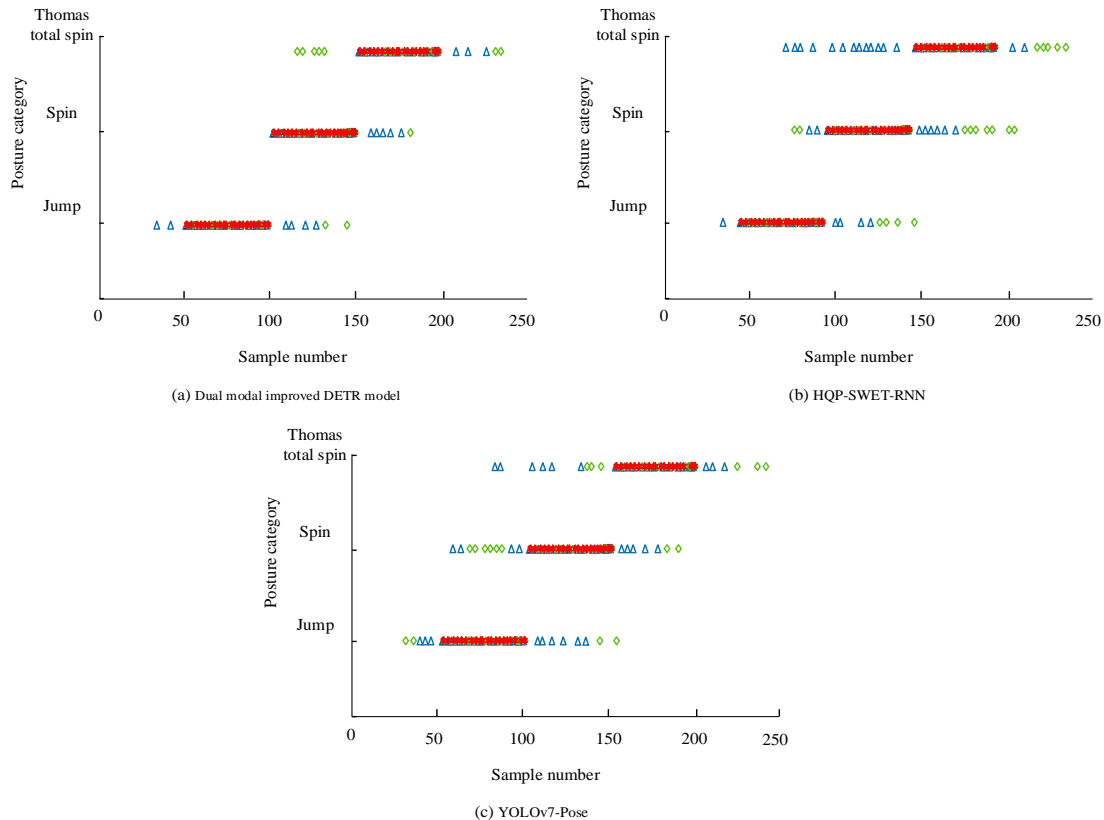 Thomas
total spin
Spin
Jump
Posture category
0 50 100 150 200 250
Sample number
(a) Dual modal improved DETR model
Thomas
total spin
Spin
Jump
Posture category
0 50 100 150 200 250
Sample number
(b) HQP-SWET-RNN
Thomas
total spin
Spin
Jump
Posture category
0 50 100 150 200 250
Sample number
(c) YOLOv7-Pose